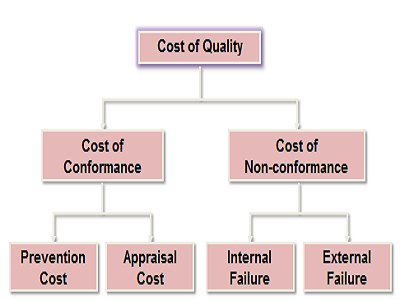 Cost of Quality
Cost of
Conformance
Cost of
Non-conformance
Prevention
Cost
Appraisal
Cost
Internal
Failure
External
Failure